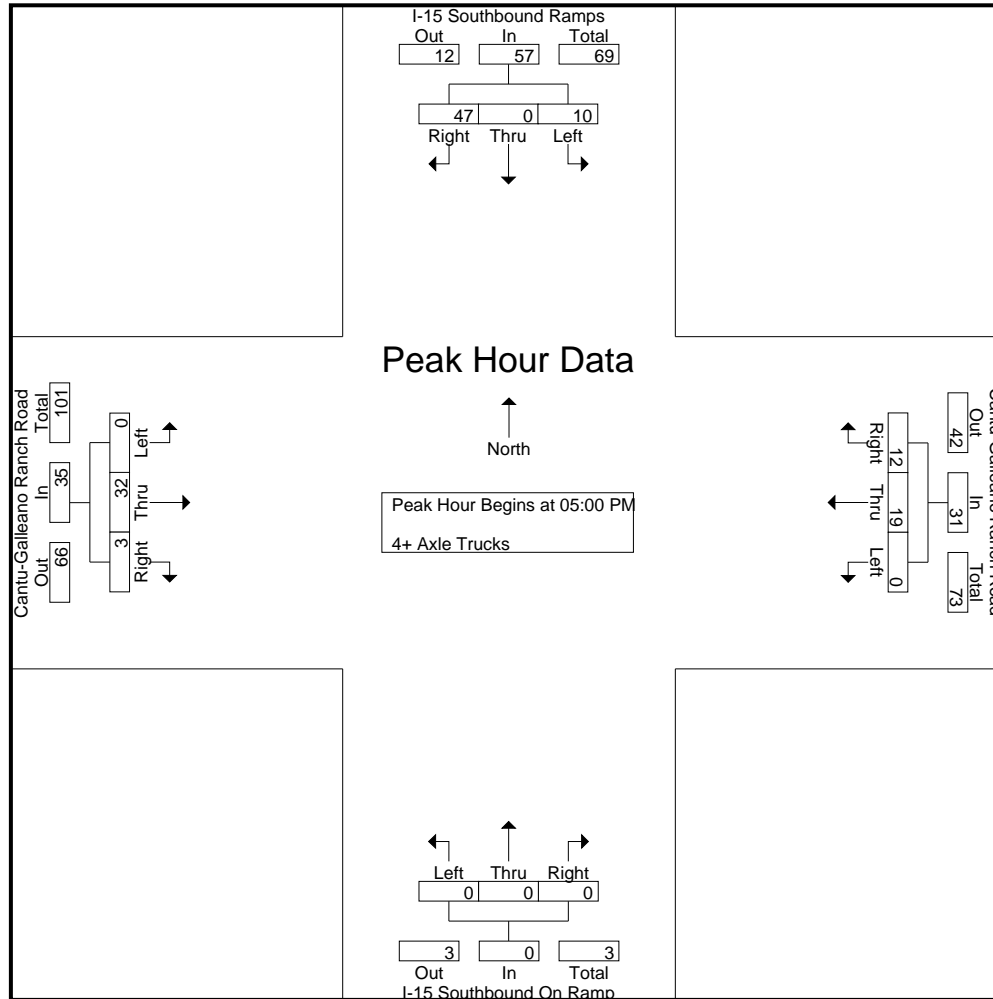 I-15 Southbound Ramps
Out In Total
12 57 69
47 0 10
Right Thru Left
Peak Hour Data
North
Peak Hour Begins at 05:00 PM
4+ Axle Trucks
Cantu-Galleano Ranch Road
Total In Out
101 35 66
0 32 3
Left Thru Right
Right Thru Left
12 19 0
Out In Total
42 31 73
Left Thru Right
0 0 0
3 0 3
Out In Total
I-15 Southbound On Ramp